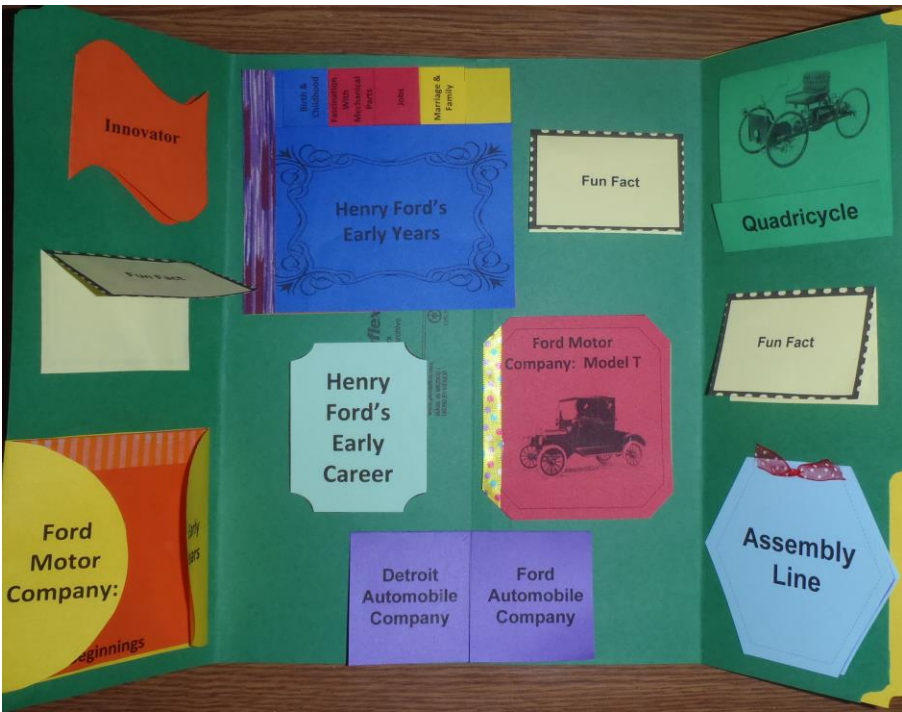 Innovator
Fun Fact
Ford
Motor
Company:
Beginnings
Birth &
Childhood
Fascination
With
Mechanical
Parts
Jobs
Marriage &
Family
Henry Ford's
Early Years
Fun Fact
Henry
Ford's
Early
Career
Ford Motor
Company: Model T
Detroit
Automobile
Company
Ford
Automobile
Company
Quadricycle
Fun Fact
Assembly
Line